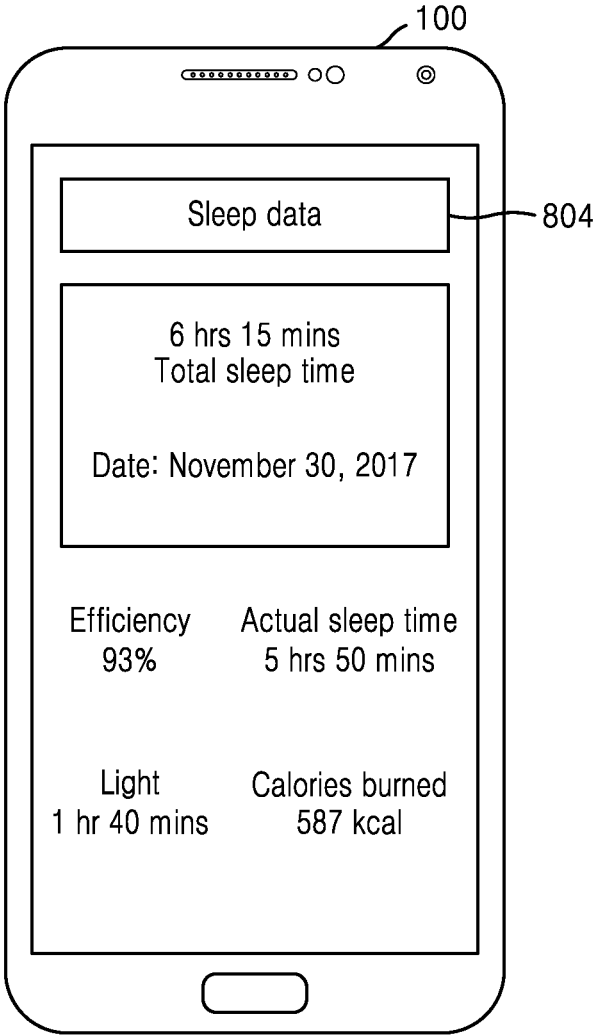 100
Sleep data
804
6 hrs 15 mins
Total sleep time
Date: November 30, 2017
Efficiency
93%
Actual sleep time
5 hrs 50 mins
Light
1 hr 40 mins
Calories burned
587 kcal